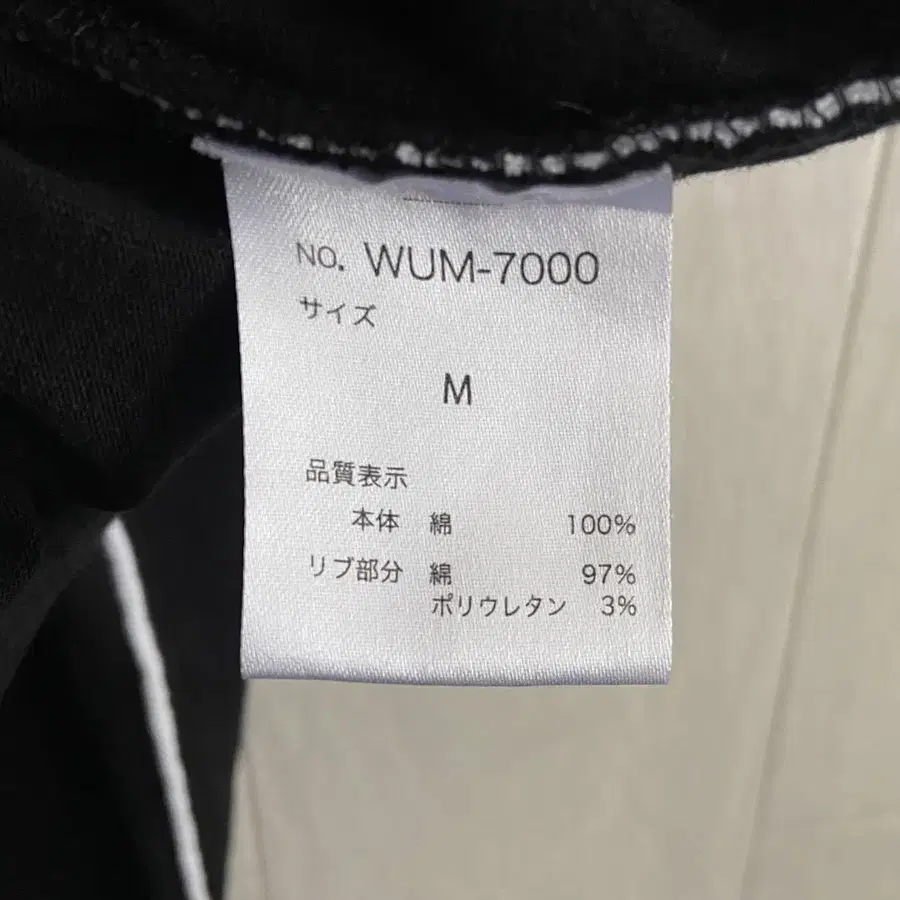 NO. WUM-7000
サイズ
M
品質表示
本体 綿 100%
リブ部分 綿 97%
ポリウレタン 3%